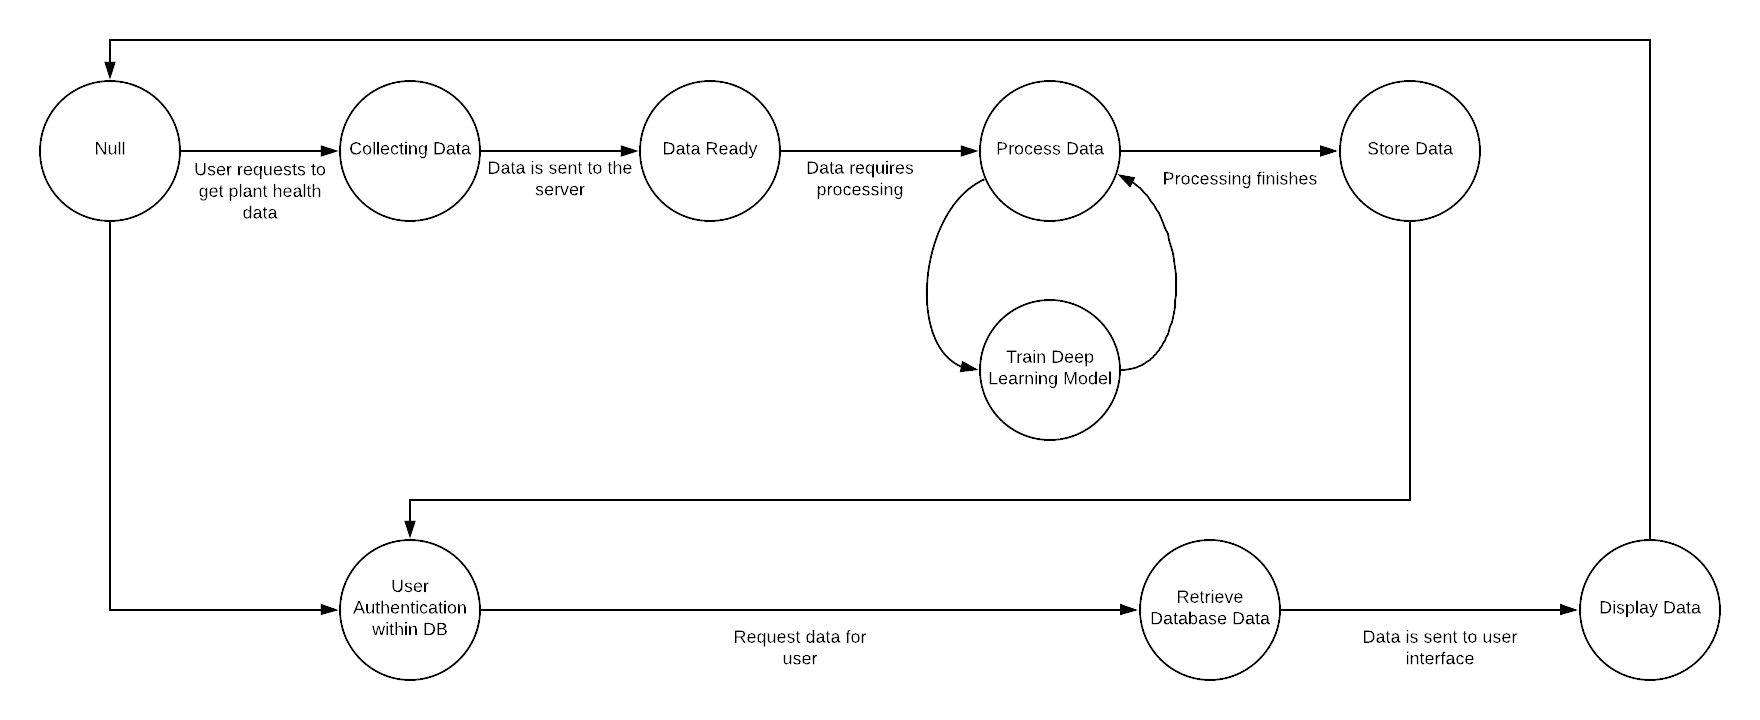 Null
User requests to
get plant health
data
Collecting Data
Data is sent to the
server
Data Ready
Data requires
processing
Process Data
Processing finishes
Store Data
Train Deep
Learning Model
User
Authentication
within DB
Request data for
user
Retrieve
Database Data
Data is sent to user
interface
Display Data